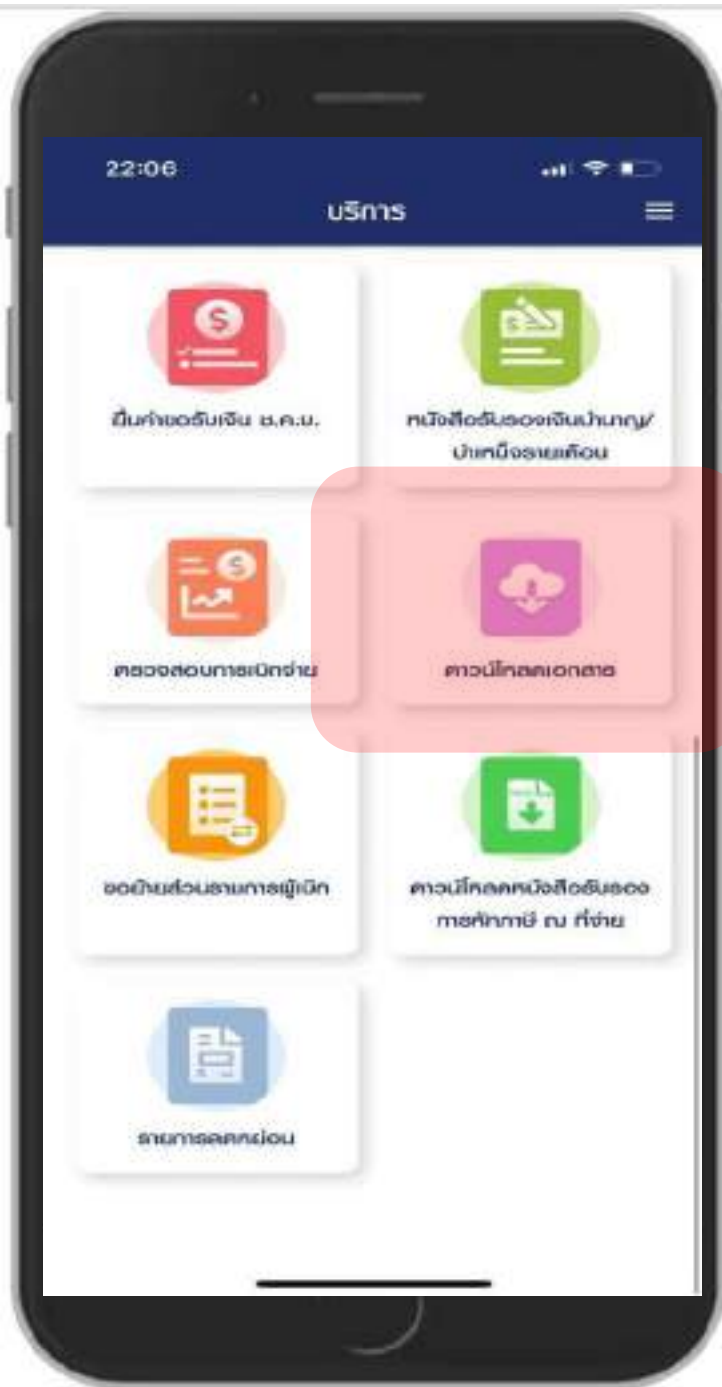 22:06
บริการ
ยื่นคำขอรับเงิน ช.ค.บ.
หนังสือรับรองเงินบำนาญ/
บำเหน็จรายเดือน
ตรวจสอบการเบิกจ่าย
ดาวน์โหลดเอกสาร
ขอย้ายส่วนราชการผู้เบิก
ดาวน์โหลดหนังสือรับรอง
การหักภาษี ณ ที่จ่าย
รายการลดหย่อน